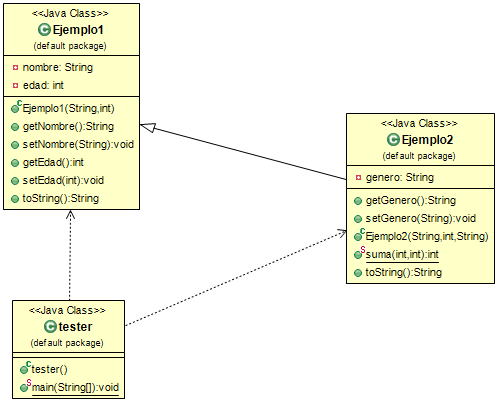 <<Java Class>>
Ejemplo1
(default package)
nombre: String
edad: int
Ejemplo1(String,int)
getNombre():String
setNombre(String):void
getEdad():int
setEdad(int):void
toString():String
<<Java Class>>
Ejemplo2
(default package)
genero: String
getGenero():String
setGenero(String):void
Ejemplo2(String,int,String)
suma(int,int):int
toString():String
<<Java Class>>
tester
(default package)
tester()
main(String[]):void